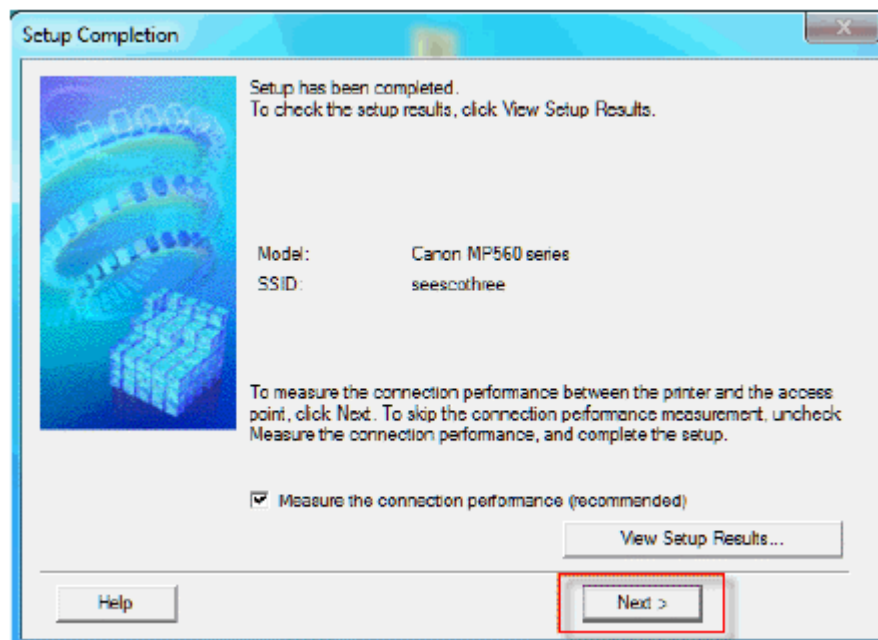 Setup Completion
Setup has been completed.
To check the setup results, click View Setup Results.
Model: Canon MP560 series
SSID: seescothree
To measure the connection performance between the printer and the access
point, click Next. To skip the connection performance measurement, uncheck
Measure the connection performance, and complete the setup.
Measure the connection performance (recommended)
View Setup Results...
Help
Next >